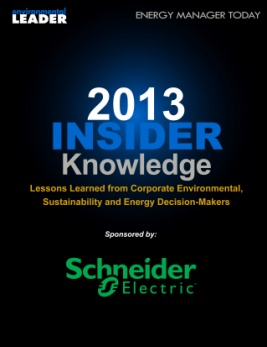 environmental
LEADER
ENERGY MANAGER TODAY
2013
INSIDER
Knowledge
Lessons Learned from Corporate Environmental,
Sustainability and Energy Decision-Makers
Sponsored by:
Schneider
Electric